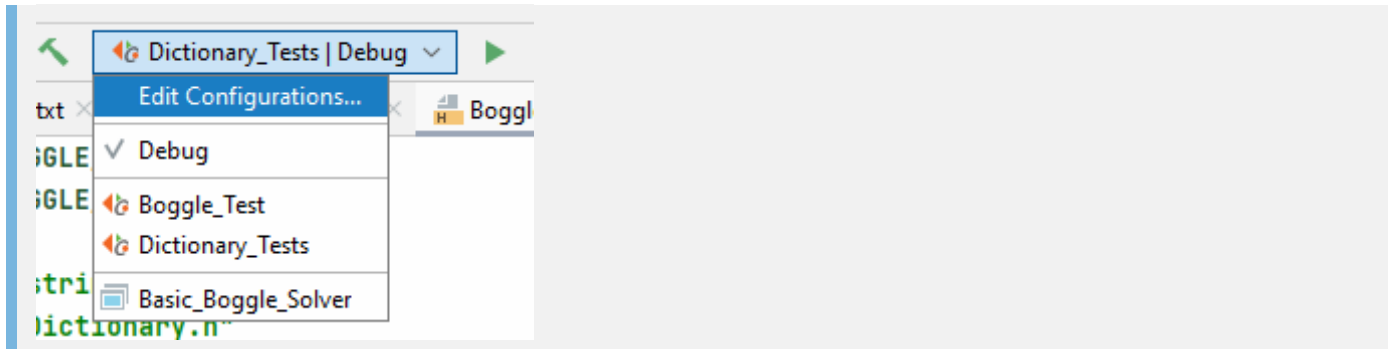 Dictionary_Tests | Debug
Edit Configurations...
txt
H Boggl
GGLE
Debug
GGLE
Boggle_Test
Dictionary_Tests
stri
Basic_Boggle_Solver
Dictionary.h"